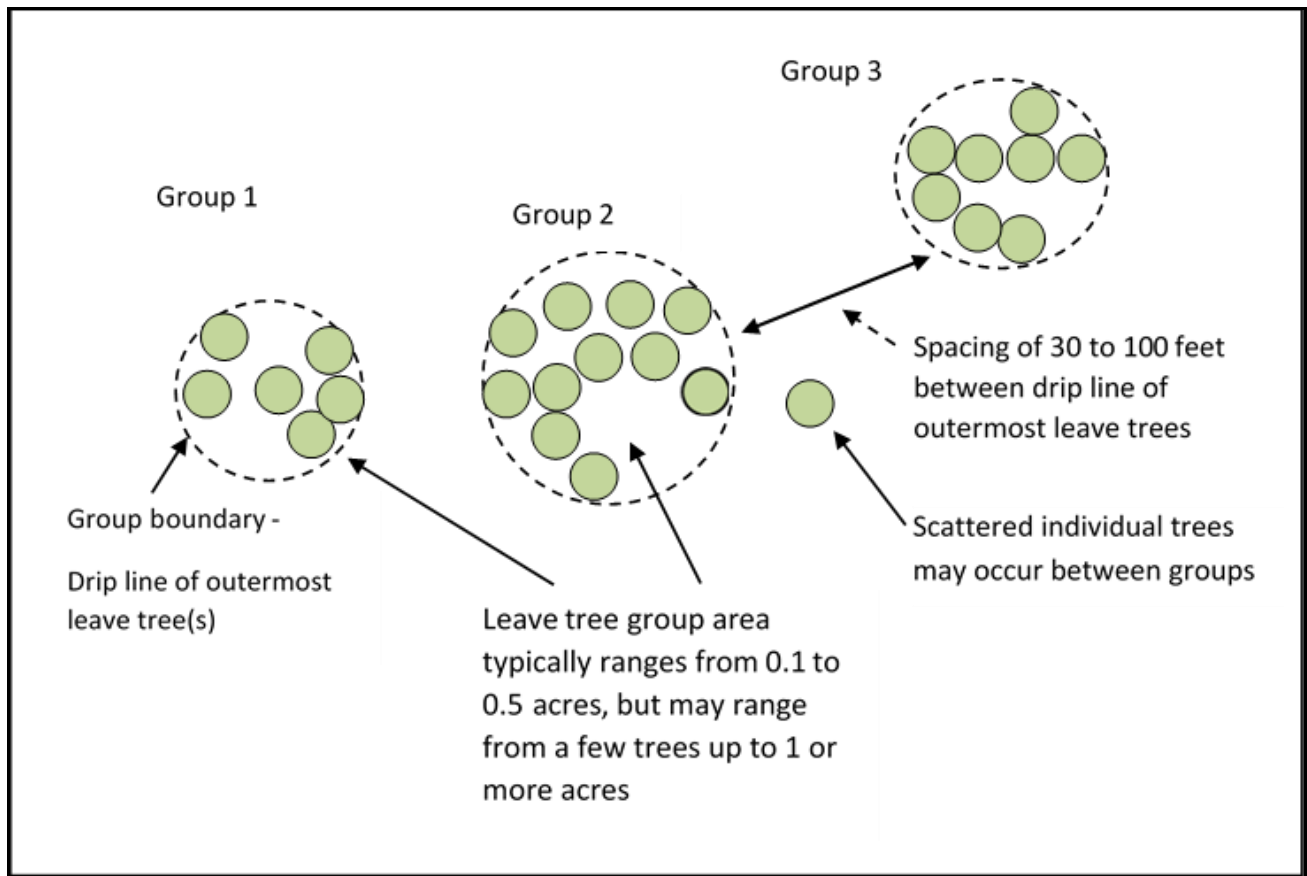 Group 3
Group 1
Group 2
Spacing of 30 to 100 feet
between drip line of
outermost leave trees
Group boundary -
Drip line of outermost
leave tree(s)
Scattered individual trees
may occur between groups
Leave tree group area
typically ranges from 0.1 to
0.5 acres, but may range
from a few trees up to 1 or
more acres